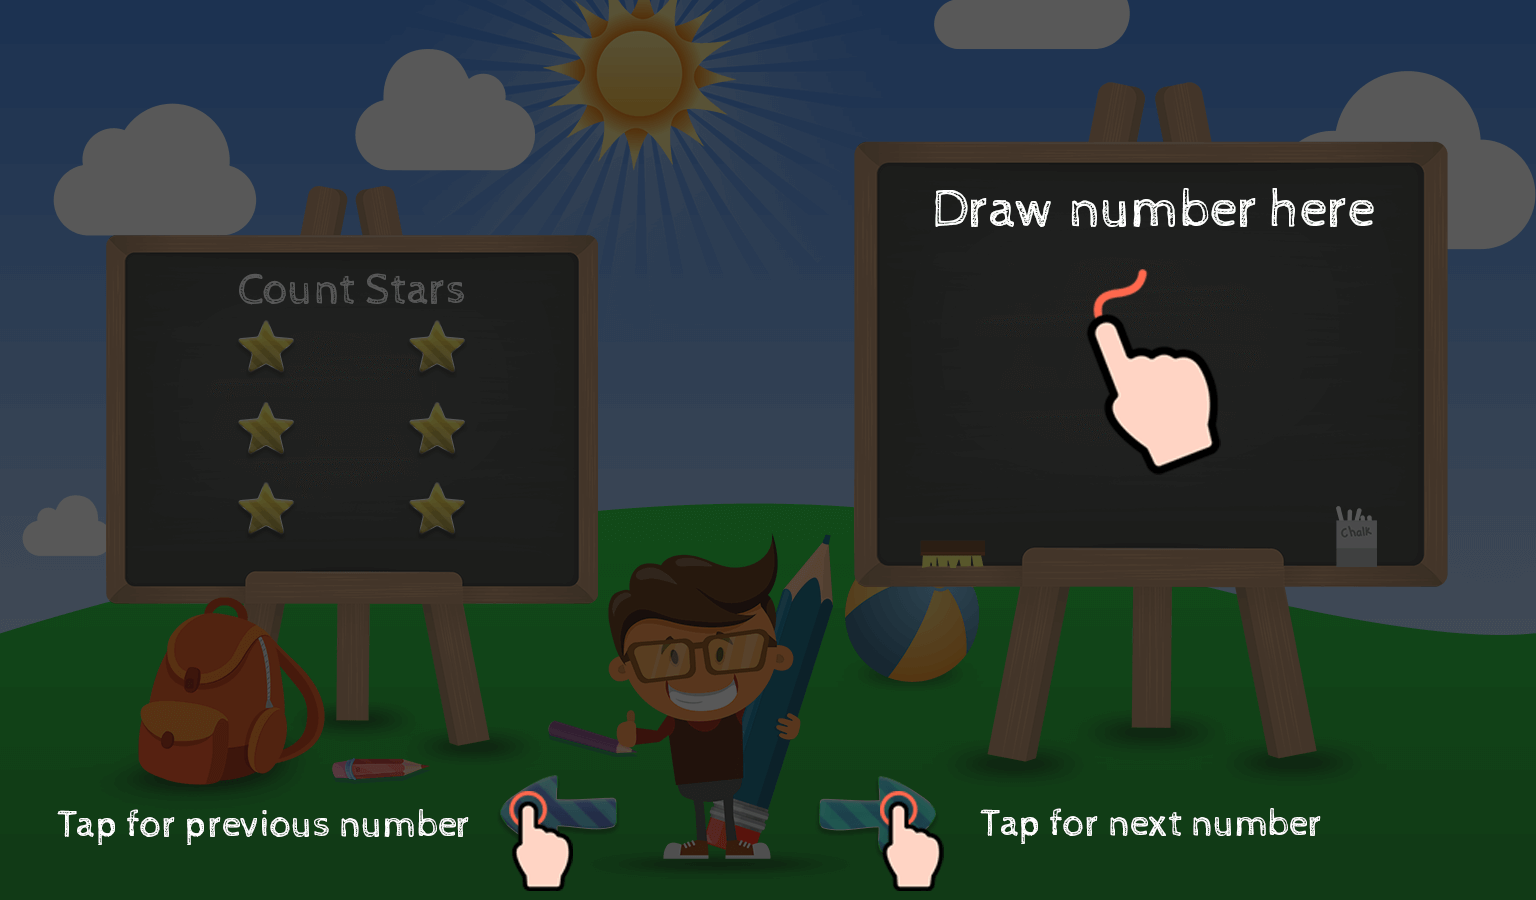 Draw number here
Count Stars
Chalk
Tap for previous number
Tap for next number